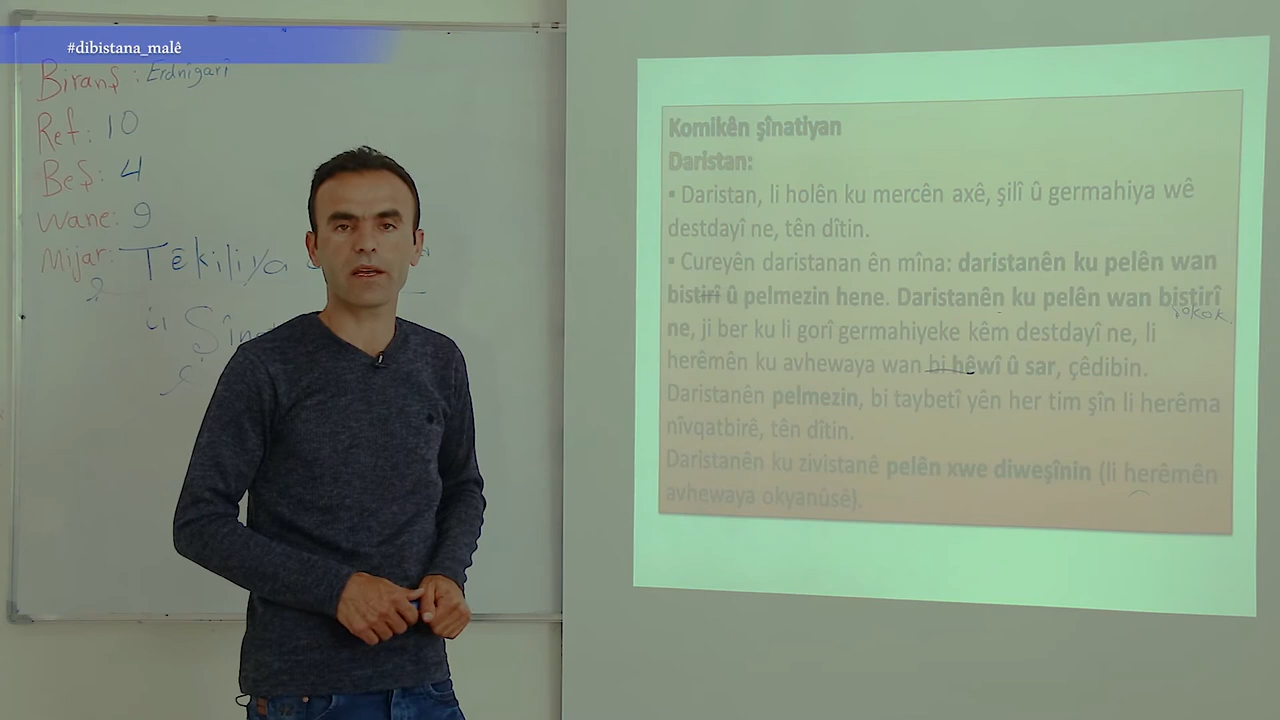 #dibistana_malê
Biranş : Erdnîgarî
Ref: 10
Beş: 4
Wane: 9
Mijar: Têkiliya
û Şîn
Komikên şînatiyan
Daristan:
▪ Daristan, li holên ku mercên axê, şilî û germahiya wê
destdayî ne, tên dîtin.
▪ Cureyên daristanan ên mîna: daristanên ku pelên wan
bistirî û pelmezin hene. Daristanên ku pelên wan bistirî
ne, ji ber ku li gorî germahiyeke kêm destdayî ne, li
herêmên ku avhewaya wan bi hêwî û sar, çêdibin.
Daristanên pelmezin, bi taybetî yên her tim şîn li herêma
nîvqatbirê, tên dîtin.
Daristanên ku zivistanê pelên xwe diweşînin (li herêmên
avhewaya okyanûsê).